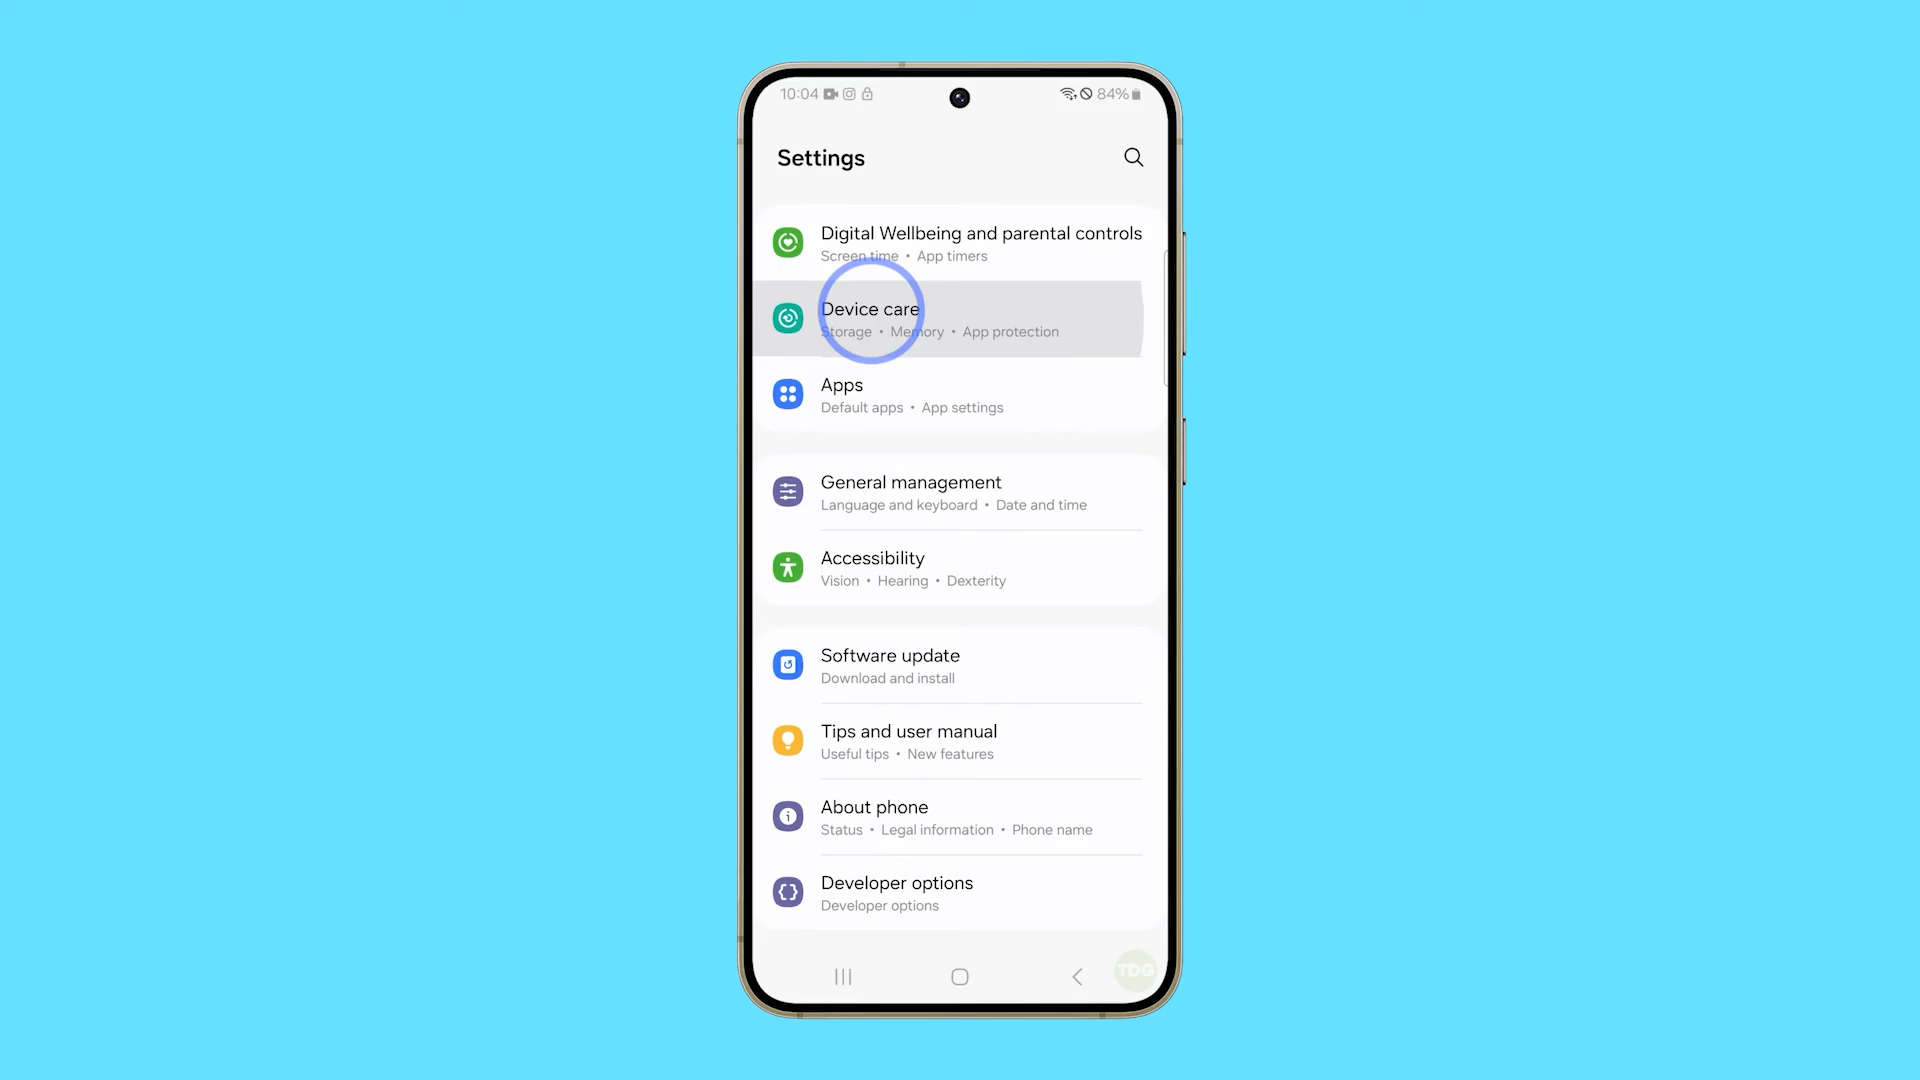 10:04 84%
Settings
Digital Wellbeing and parental controls
Screen time • App timers
Device care
Storage • Memory • App protection
Apps
Default apps • App settings
General management
Language and keyboard • Date and time
Accessibility
Vision • Hearing • Dexterity
Software update
Download and install
Tips and user manual
Useful tips • New features
About phone
Status • Legal information • Phone name
Developer options
Developer options
TDG